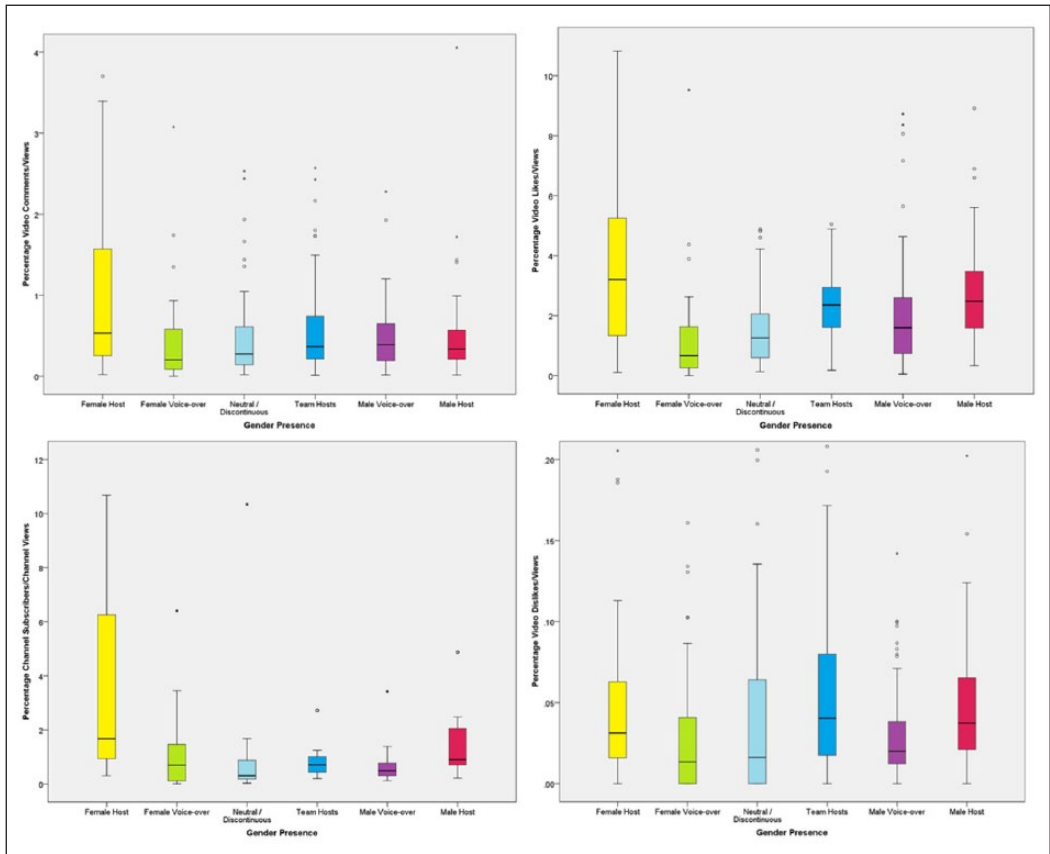 Percentage Video Comments/Views
4
3
2
1
0
Female Host
Female Voice-over
Neutral /
Discontinuous
Team Hosts
Male Voice-over
Male Host
Gender Presence
Percentage Video Likes/Views
10
8
6
4
2
0
Female Host
Female Voice-over
Neutral /
Discontinuous
Team Hosts
Male Voice-over
Male Host
Gender Presence
Percentage Channel Subscribers/Channel Views
12
10
8
6
4
2
0
Female Host
Female Voice-over
Neutral /
Discontinuous
Team Hosts
Male Voice-over
Male Host
Gender Presence
Percentage Video Dislikes/Views
.20
.15
.10
.05
.00
Female Host
Female Voice-over
Neutral /
Discontinuous
Team Hosts
Male Voice-over
Male Host
Gender Presence